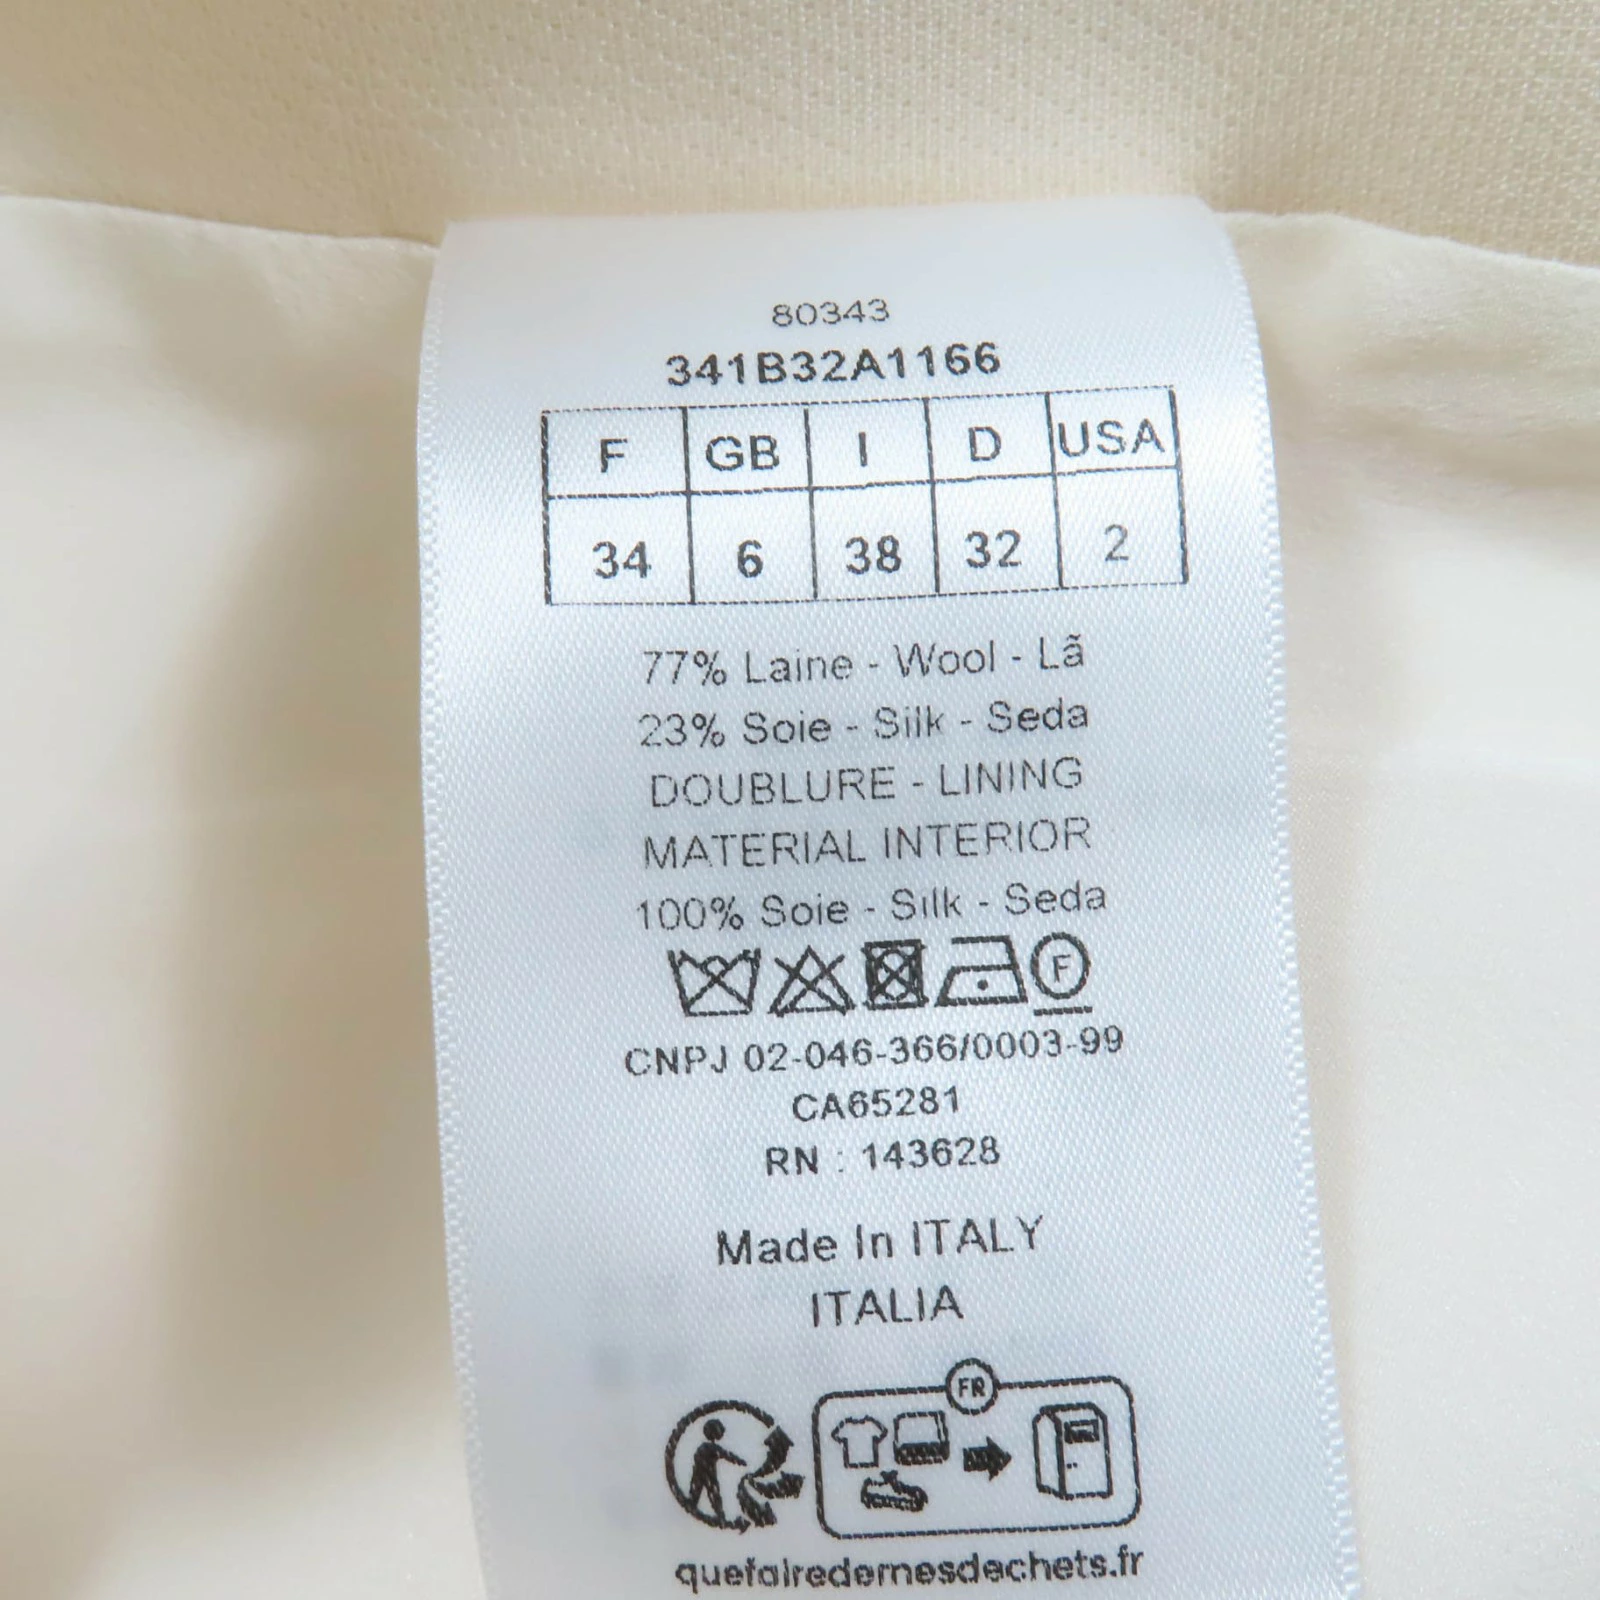 80343
341B32A1166
F GB I D USA
34 6 38 32 2
77% Laine - Wool - Lã
23% Soie - Silk - Seda
DOUBLURE - LINING
MATERIAL INTERIOR
100% Soie - Silk - Seda
F
CNPJ 02-046-366/0003-99
CA65281
RN : 143628
Made In ITALY
ITALIA
FR
quefairedemesdechets.fr